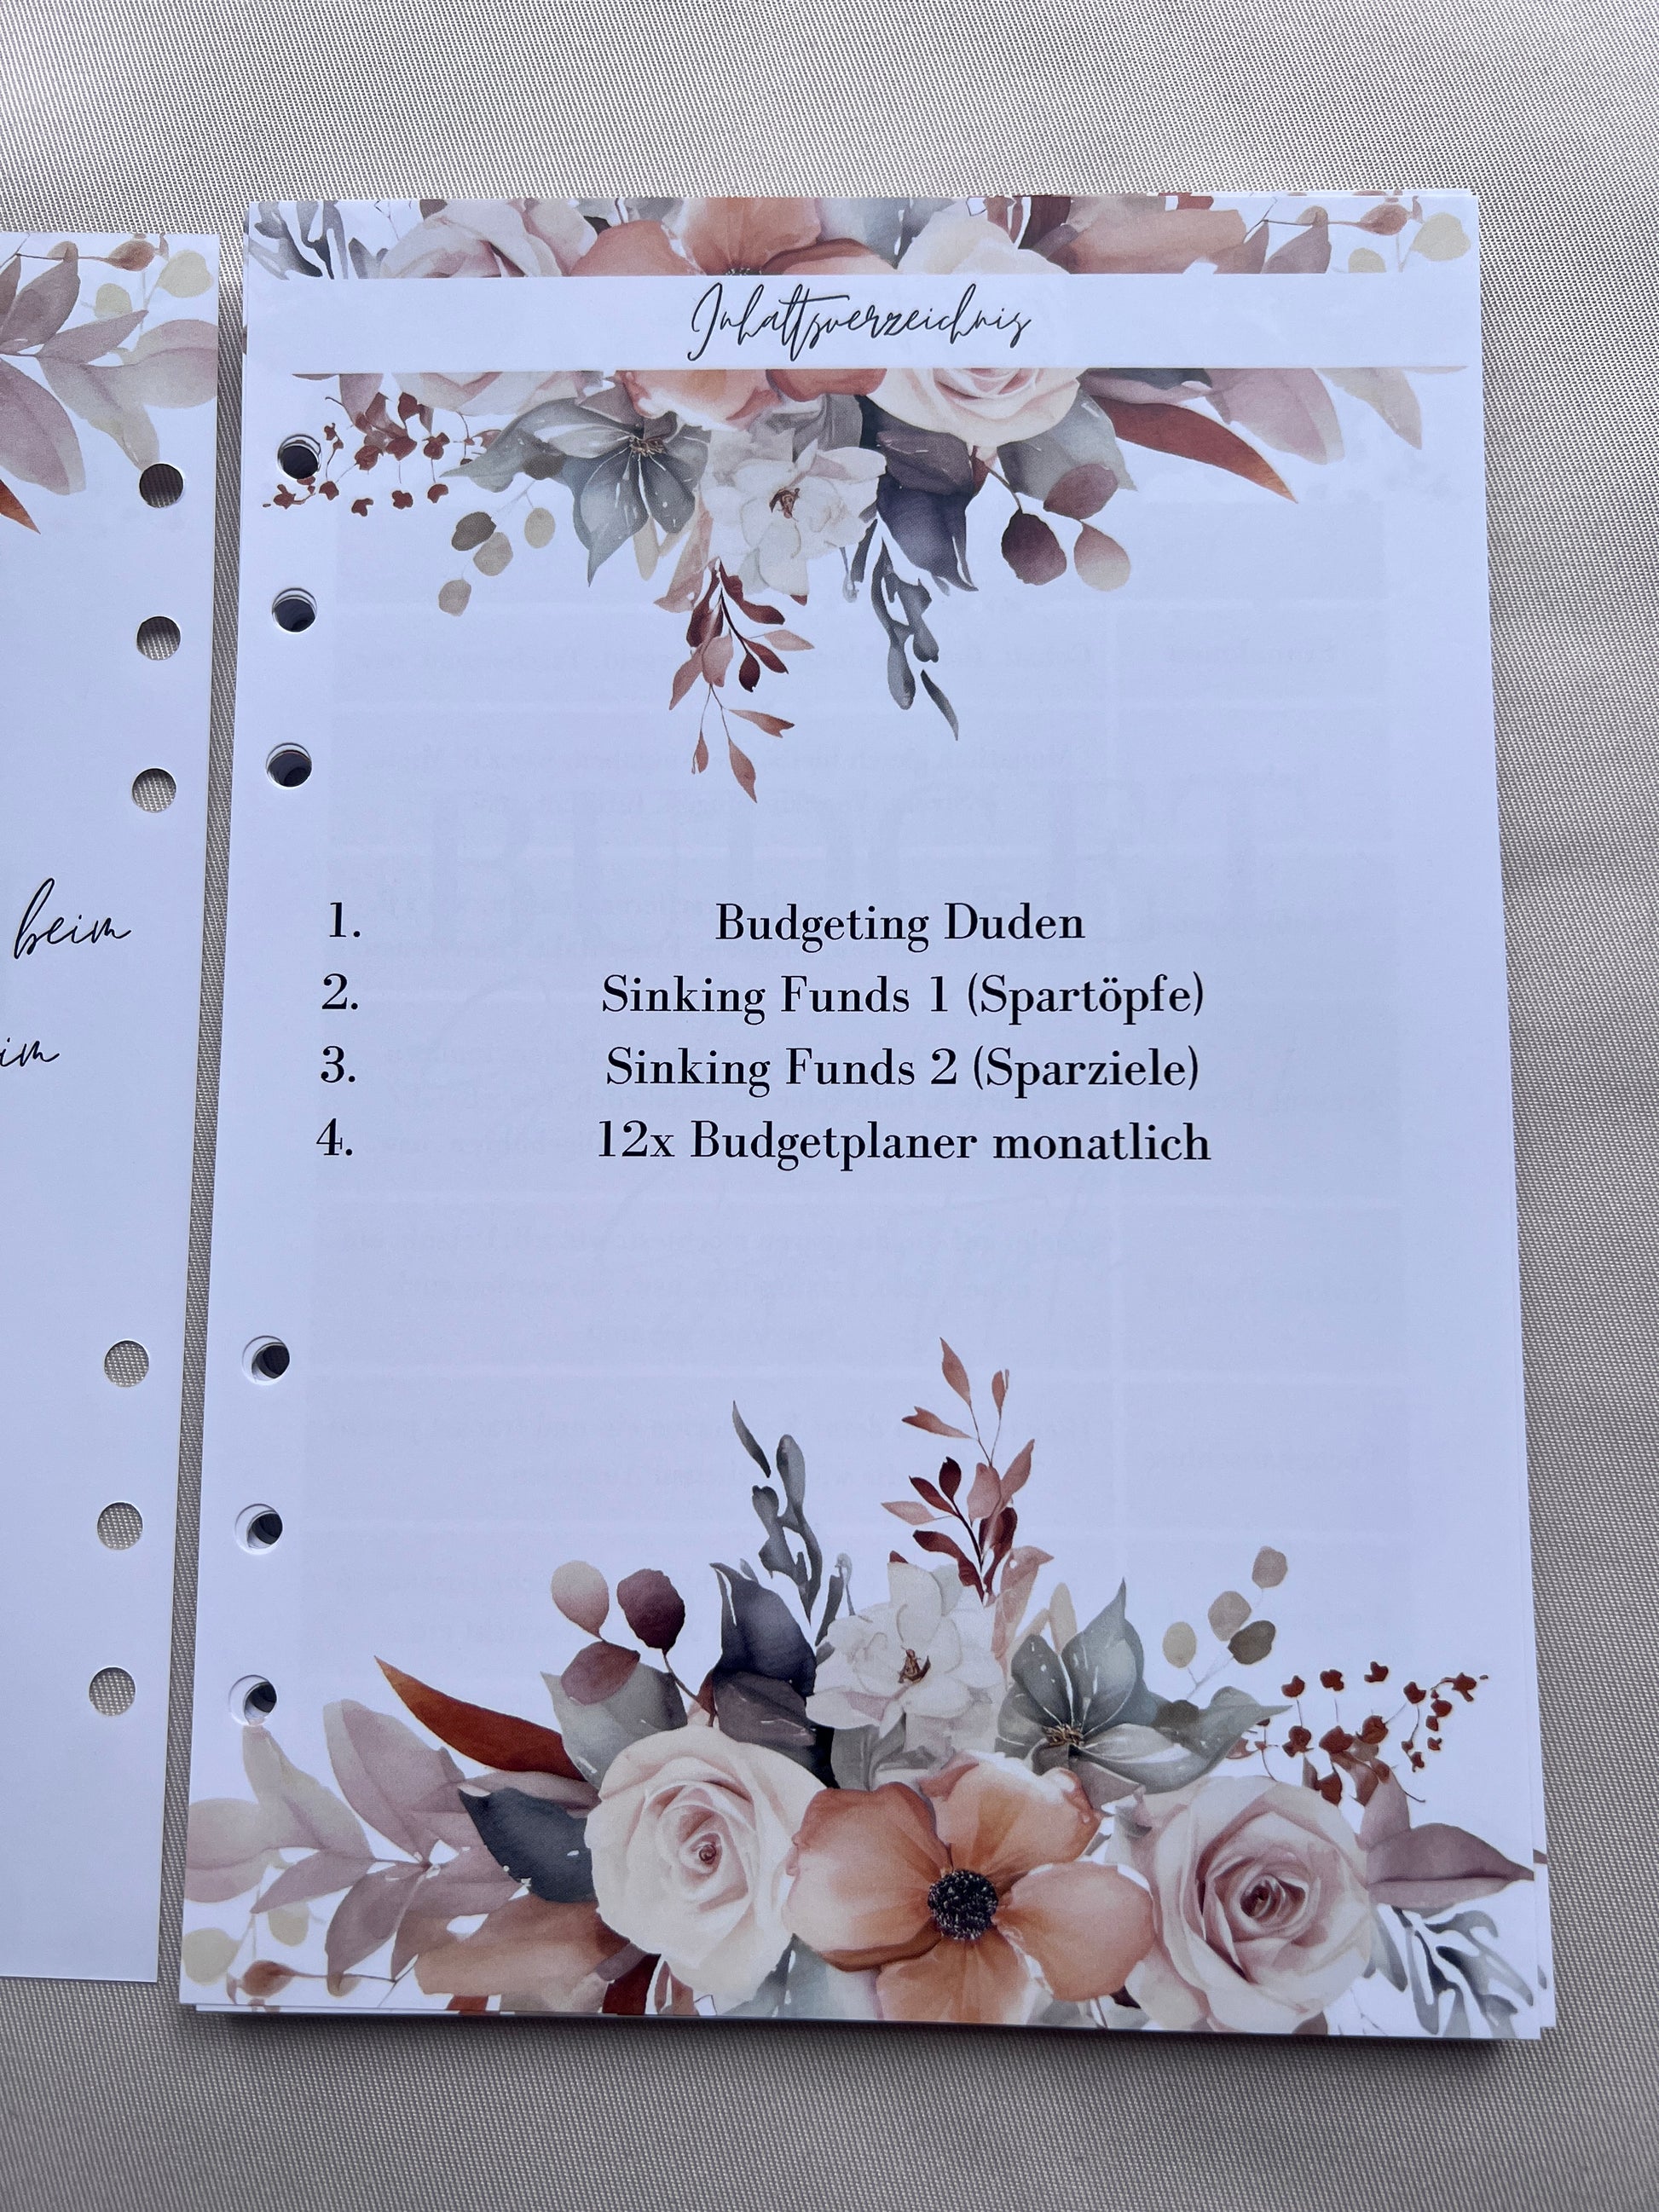 Inhaltsverzeichnis
1. Budgeting Duden
2. Sinking Funds 1 (Spartöpfe)
3. Sinking Funds 2 (Sparziele)
4. 12x Budgetplaner monatlich
beim